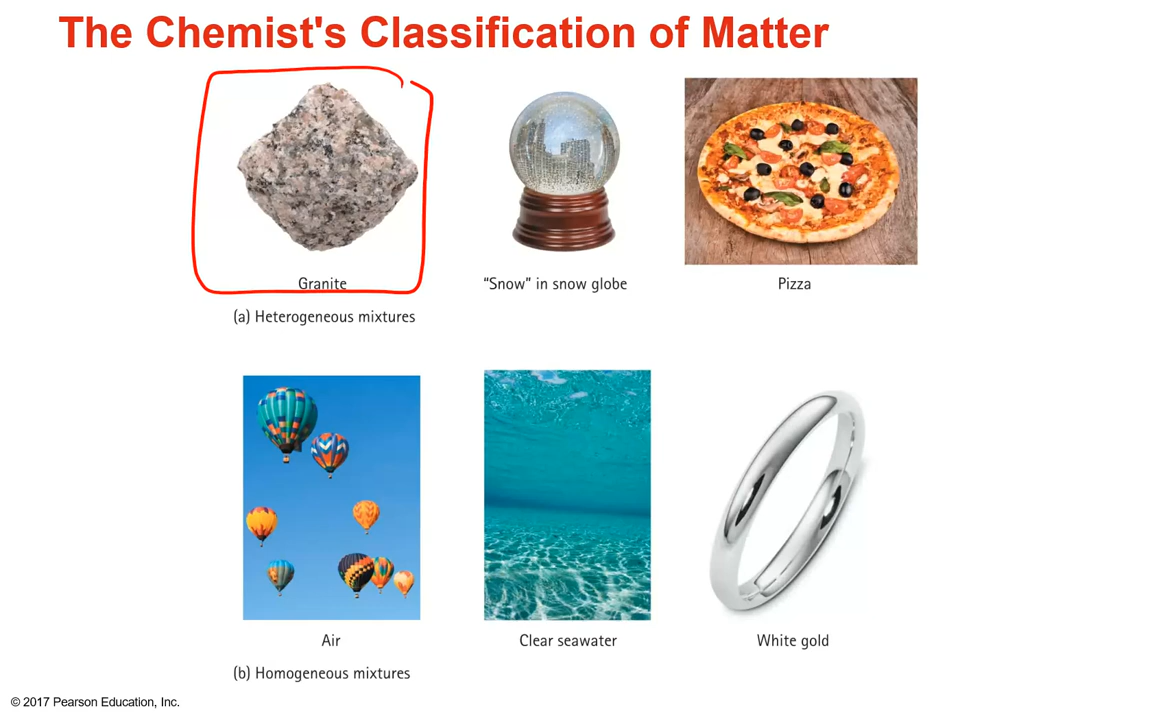 The Chemist's Classification of Matter
Granite
“Snow” in snow globe
Pizza
(a) Heterogeneous mixtures
Air
Clear seawater
White gold
(b) Homogeneous mixtures
© 2017 Pearson Education, Inc.